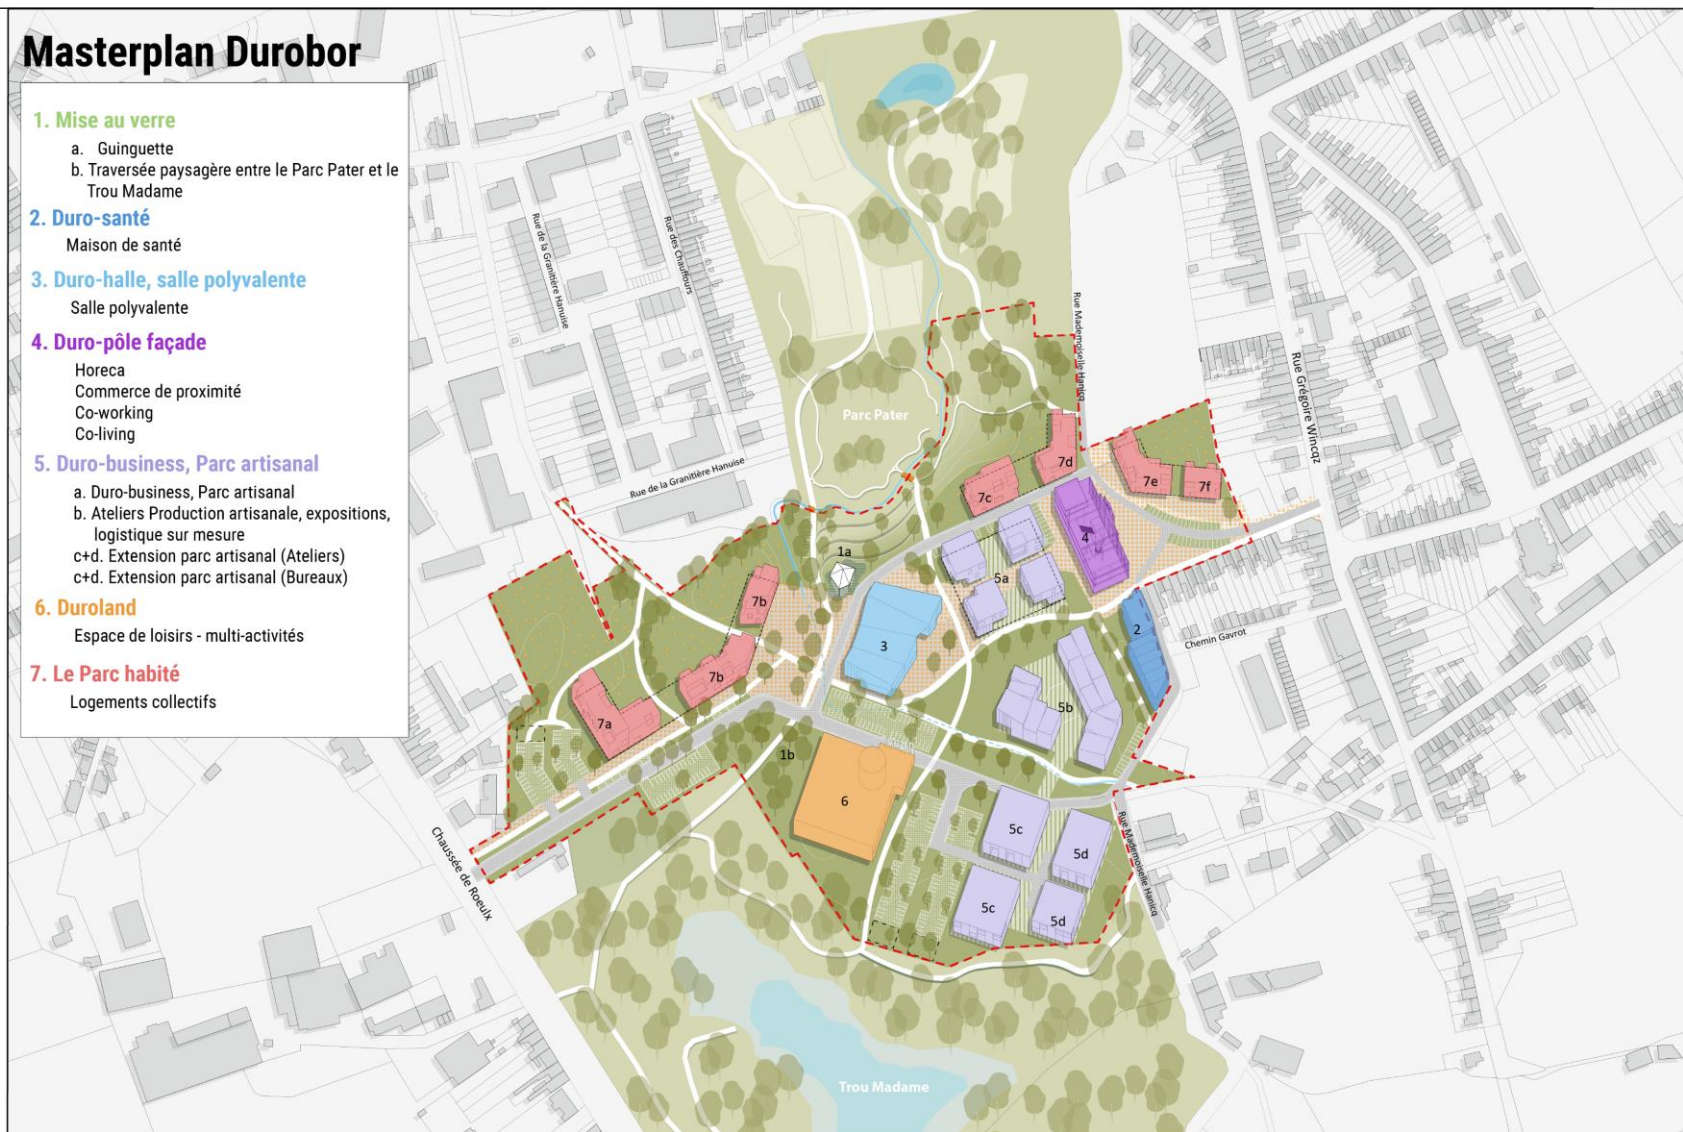 Masterplan Durobor
1. Mise au verre
a. Guinguette
b. Traversée paysagère entre le Parc Pater et le
Trou Madame
2. Duro-santé
Maison de santé
3. Duro-halle, salle polyvalente
Salle polyvalente
4. Duro-pôle façade
Horeca
Commerce de proximité
Co-working
Co-living
5. Duro-business, Parc artisanal
a. Duro-business, Parc artisanal
b. Ateliers Production artisanale, expositions,
logistique sur mesure
c+d. Extension parc artisanal (Ateliers)
c+d. Extension parc artisanal (Bureaux)
6. Duroland
Espace de loisirs - multi-activités
7. Le Parc habité
Logements collectifs
Rue de la Granitière Hanuise
Rue des Chauffours
Rue Mademoiselle Hanicq
Rue Grégoire Wincqz
Parc Pater
Rue de la Granitière Hanuise
7d
7c
7e
7f
4
1a
5a
7b
2
Chemin Gavrot
3
7b
5b
7a
1b
6
5c
5d
5c
5d
Rue Mademoiselle Hanicq
Chaussée de Roeulx
Trou Madame